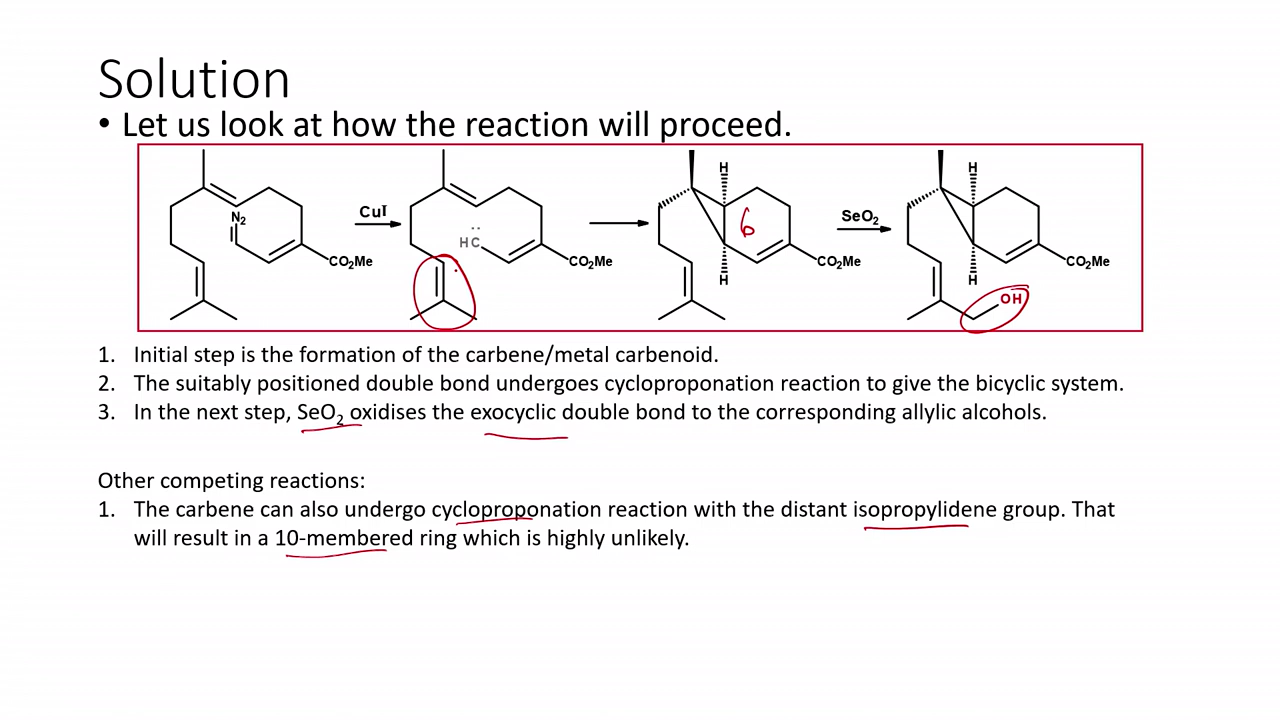 Solution
• Let us look at how the reaction will proceed.
N2
CO2Me
CuI
HC
CO2Me
H
6
H
CO2Me
SeO2
H
H
OH
CO2Me
1. Initial step is the formation of the carbene/metal carbenoid.
2. The suitably positioned double bond undergoes cycloproponation reaction to give the bicyclic system.
3. In the next step, SeO2 oxidises the exocyclic double bond to the corresponding allylic alcohols.
Other competing reactions:
1. The carbene can also undergo cycloproponation reaction with the distant isopropylidene group. That
will result in a 10-membered ring which is highly unlikely.